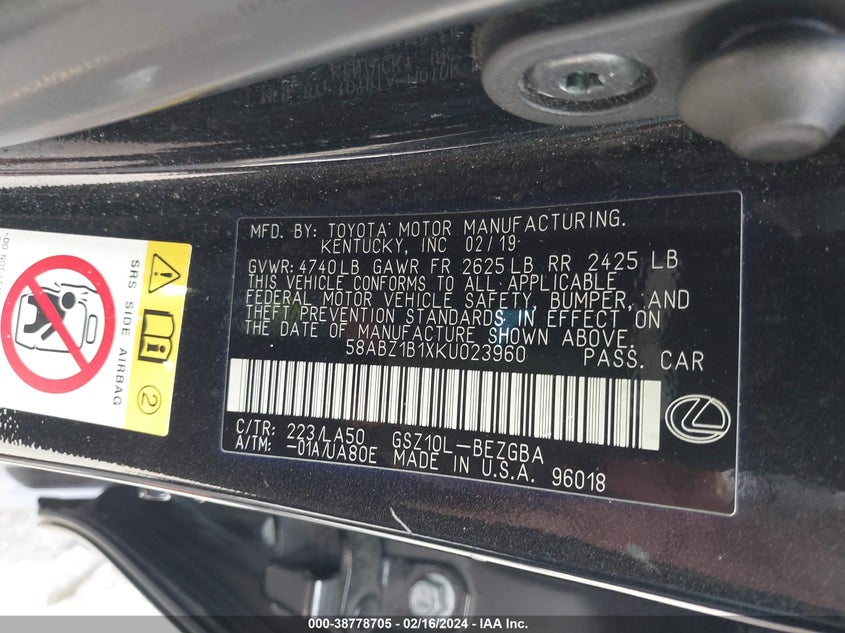 MFD. BY: TOYOTA MOTOR MANUFACTURING.
KENTUCKY, INC 02/19
GVWR: 4740LB GAWR FR 2625LB RR 2425 LB
THIS VEHICLE CONFORMS TO ALL APPLICABLE
FEDERAL MOTOR VEHICLE SAFETY, BUMPER, AND
THEFT PREVENTION STANDARDS IN EFFECT ON
THE DATE OF MANUFACTURE SHOWN ABOVE.
58ABZ1B1XKU023960 PASS. CAR
C/TR: 223/LA50 GSZ10L-BEZGBA
A/TM: -01A/UA80E MADE IN U.S.A. 96018
SRS SIDE AIRBAG
2
000-38778705 - 02/16/2024 - IAA Inc.